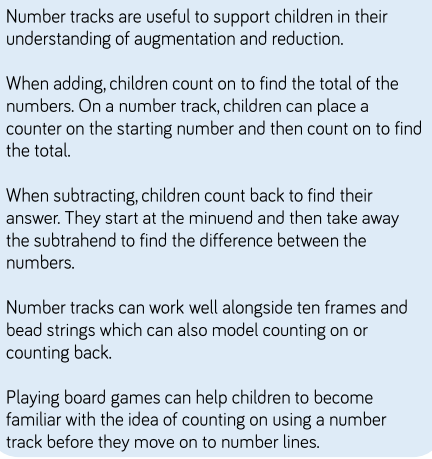 Number tracks are useful to support children in their
understanding of augmentation and reduction.
When adding, children count on to find the total of the
numbers. On a number track, children can place a
counter on the starting number and then count on to find
the total.
When subtracting, children count back to find their
answer. They start at the minuend and then take away
the subtrahend to find the difference between the
numbers.
Number tracks can work well alongside ten frames and
bead strings which can also model counting on or
counting back.
Playing board games can help children to become
familiar with the idea of counting on using a number
track before they move on to number lines.